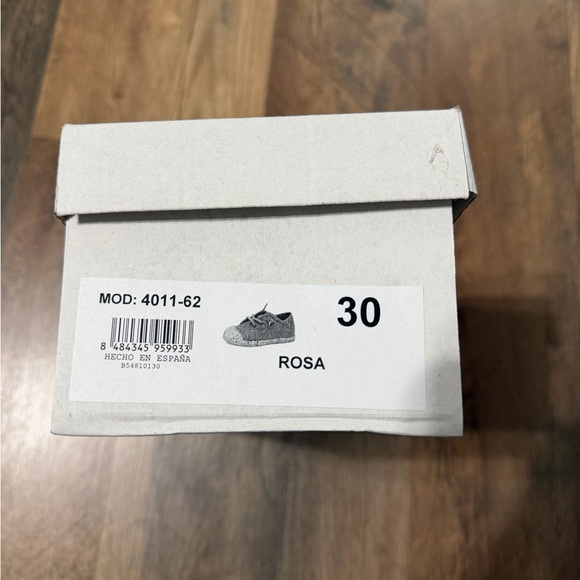 MOD: 4011-62
30
8 484345 959933
HECHO EN ESPAÑA
B54810130
ROSA